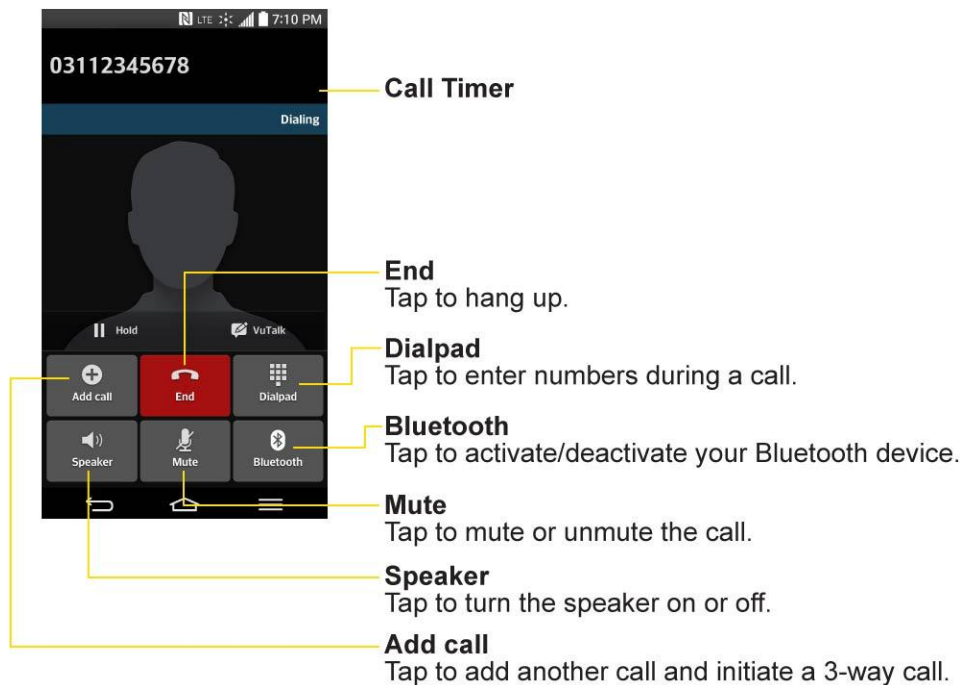 LTE 7:10 PM
03112345678
Call Timer
Dialing
End
Tap to hang up.
Hold VuTalk
Dialpad
Tap to enter numbers during a call.
Add call End Dialpad
Bluetooth
Tap to activate/deactivate your Bluetooth device.
Speaker Mute Bluetooth
Mute
Tap to mute or unmute the call.
Speaker
Tap to turn the speaker on or off.
Add call
Tap to add another call and initiate a 3-way call.